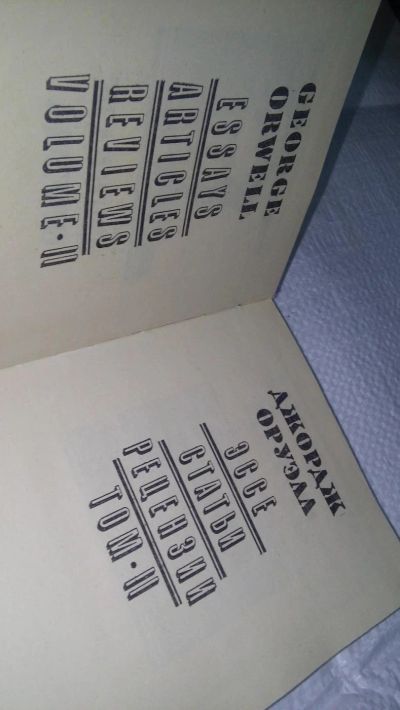 GEORGE
ORWELL
ESSAYS
ARTICLES
REVIEWS
VOLUME·II
ДЖОРДЖ
ОРУЭЛЛ
ЭССЕ
СТАТЬИ
РЕЦЕНЗИИ
ТОМ·II